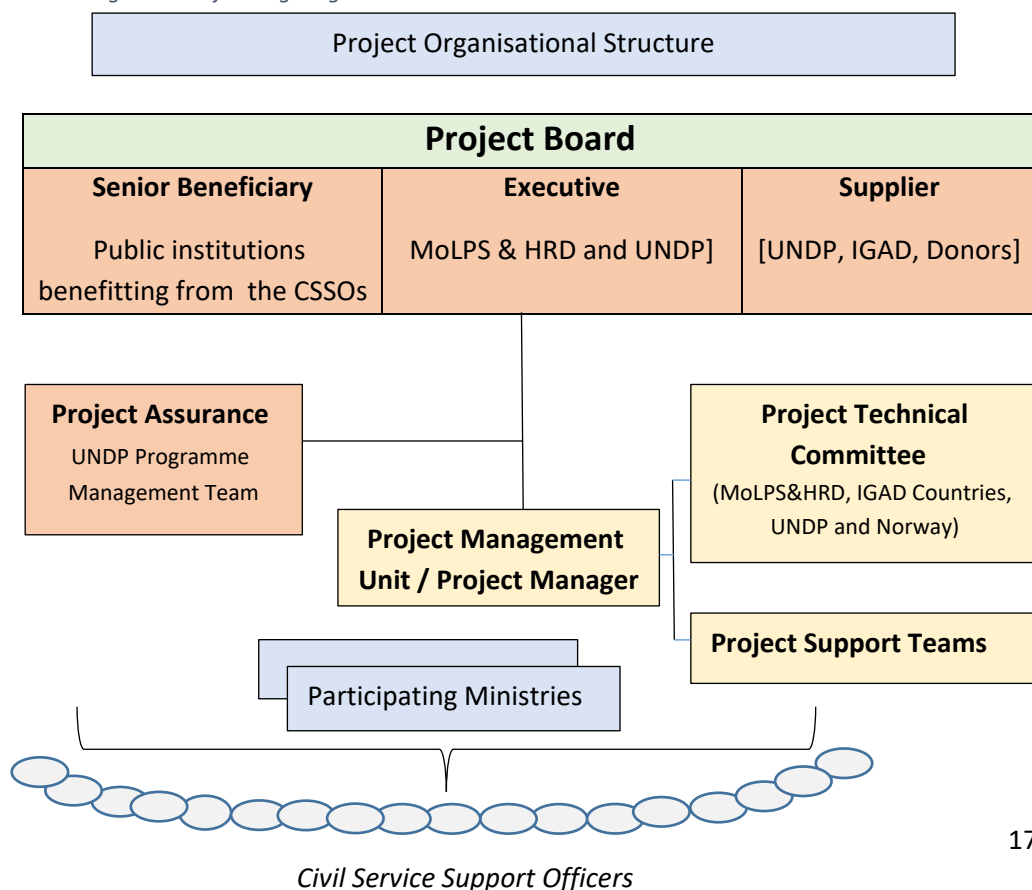 Project Organisational Structure
Project Board
Senior Beneficiary
Public institutions
benefitting from the CSSOs
Executive
MoLPS & HRD and UNDP]
Supplier
[UNDP, IGAD, Donors]
Project Assurance
UNDP Programme
Management Team
Project Technical
Committee
(MoLPS&HRD, IGAD Countries,
UNDP and Norway)
Project Management
Unit / Project Manager
Project Support Teams
Participating Ministries
17
Civil Service Support Officers